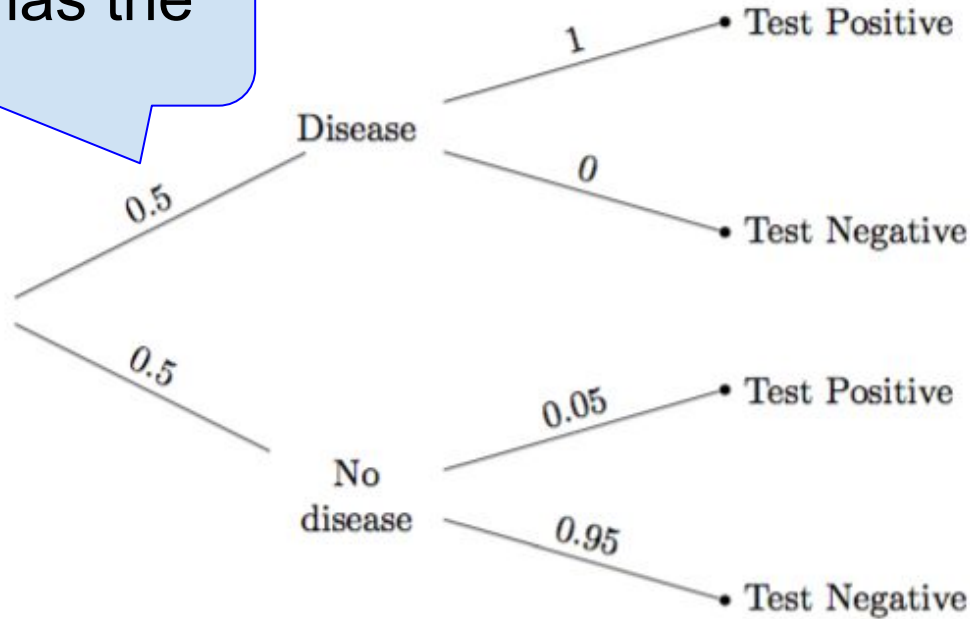 has the
1
Test Positive
Disease
0
0.5
Test Negative
0.5
0.05
Test Positive
No
disease
0.95
Test Negative